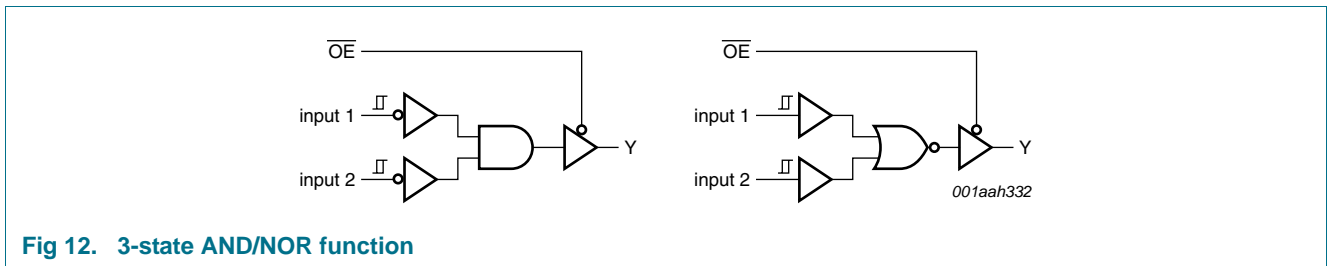 OE
input 1
input 2
Y
OE
input 1
input 2
Y
001aah332
Fig 12. 3-state AND/NOR function